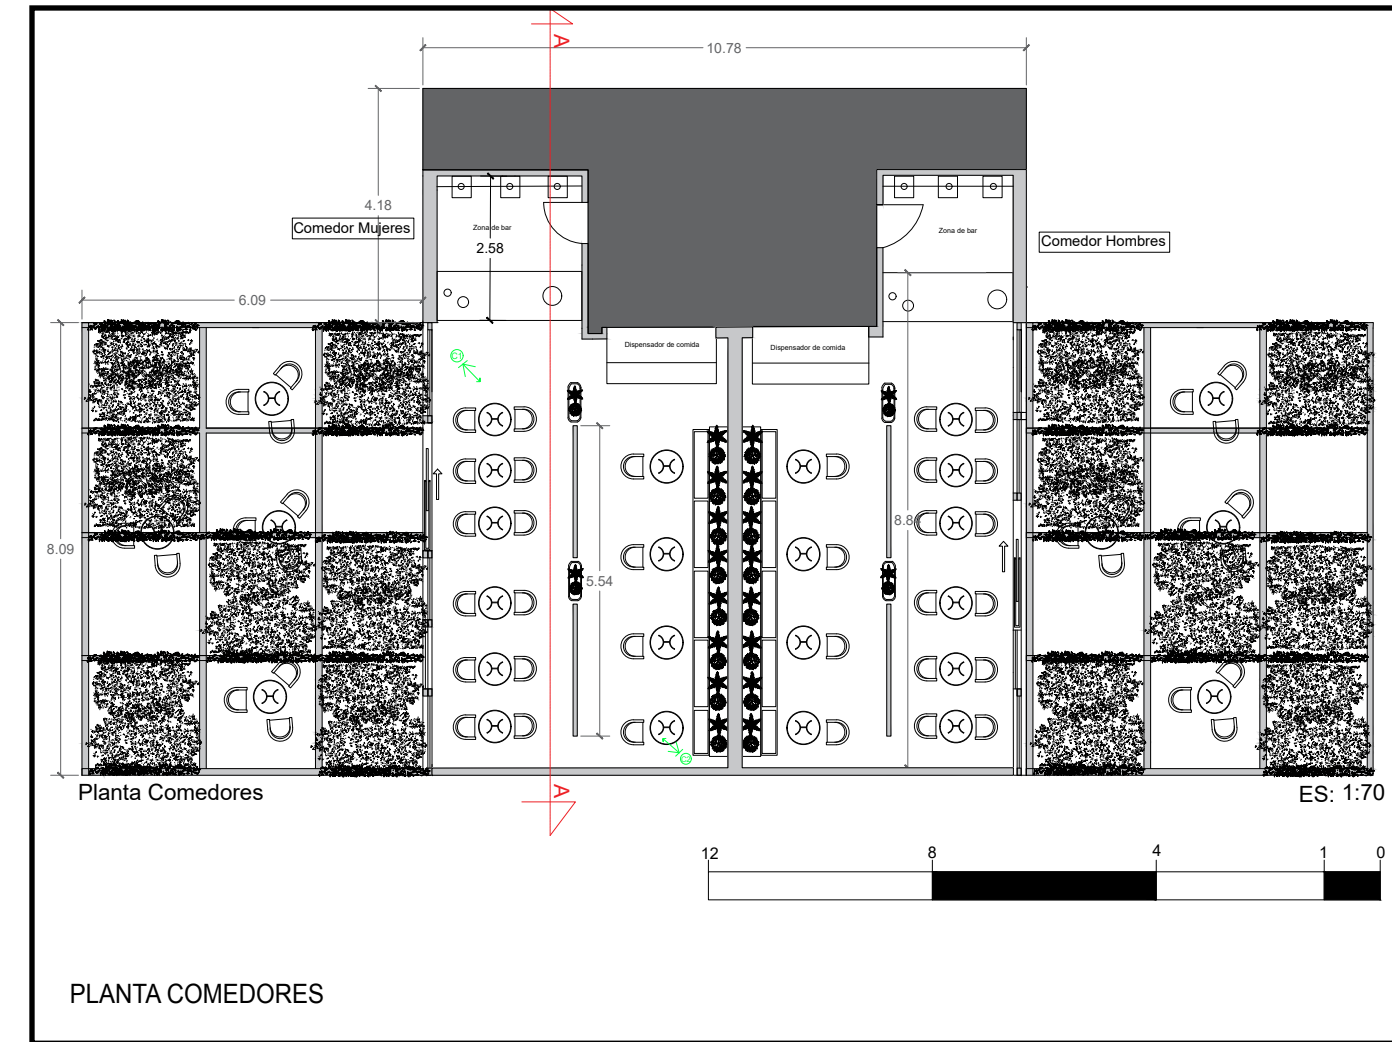 A
10.78
4.18
Comedor Mujeres
Zona de bar
2.58
Zona de bar
Comedor Hombres
6.09
Dispensador de comida
Dispensador de comida
C1
8.84
8.09
5.54
Planta Comedores
A
ES: 1:70
12 8 4 1 0
PLANTA COMEDORES